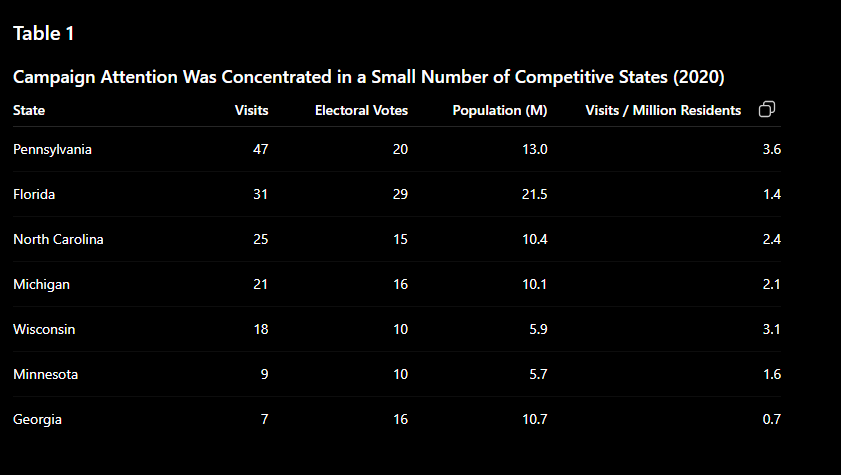 Table 1
Campaign Attention Was Concentrated in a Small Number of Competitive States (2020)
State Visits Electoral Votes Population (M) Visits / Million Residents
Pennsylvania 47 20 13.0 3.6
Florida 31 29 21.5 1.4
North Carolina 25 15 10.4 2.4
Michigan 21 16 10.1 2.1
Wisconsin 18 10 5.9 3.1
Minnesota 9 10 5.7 1.6
Georgia 7 16 10.7 0.7